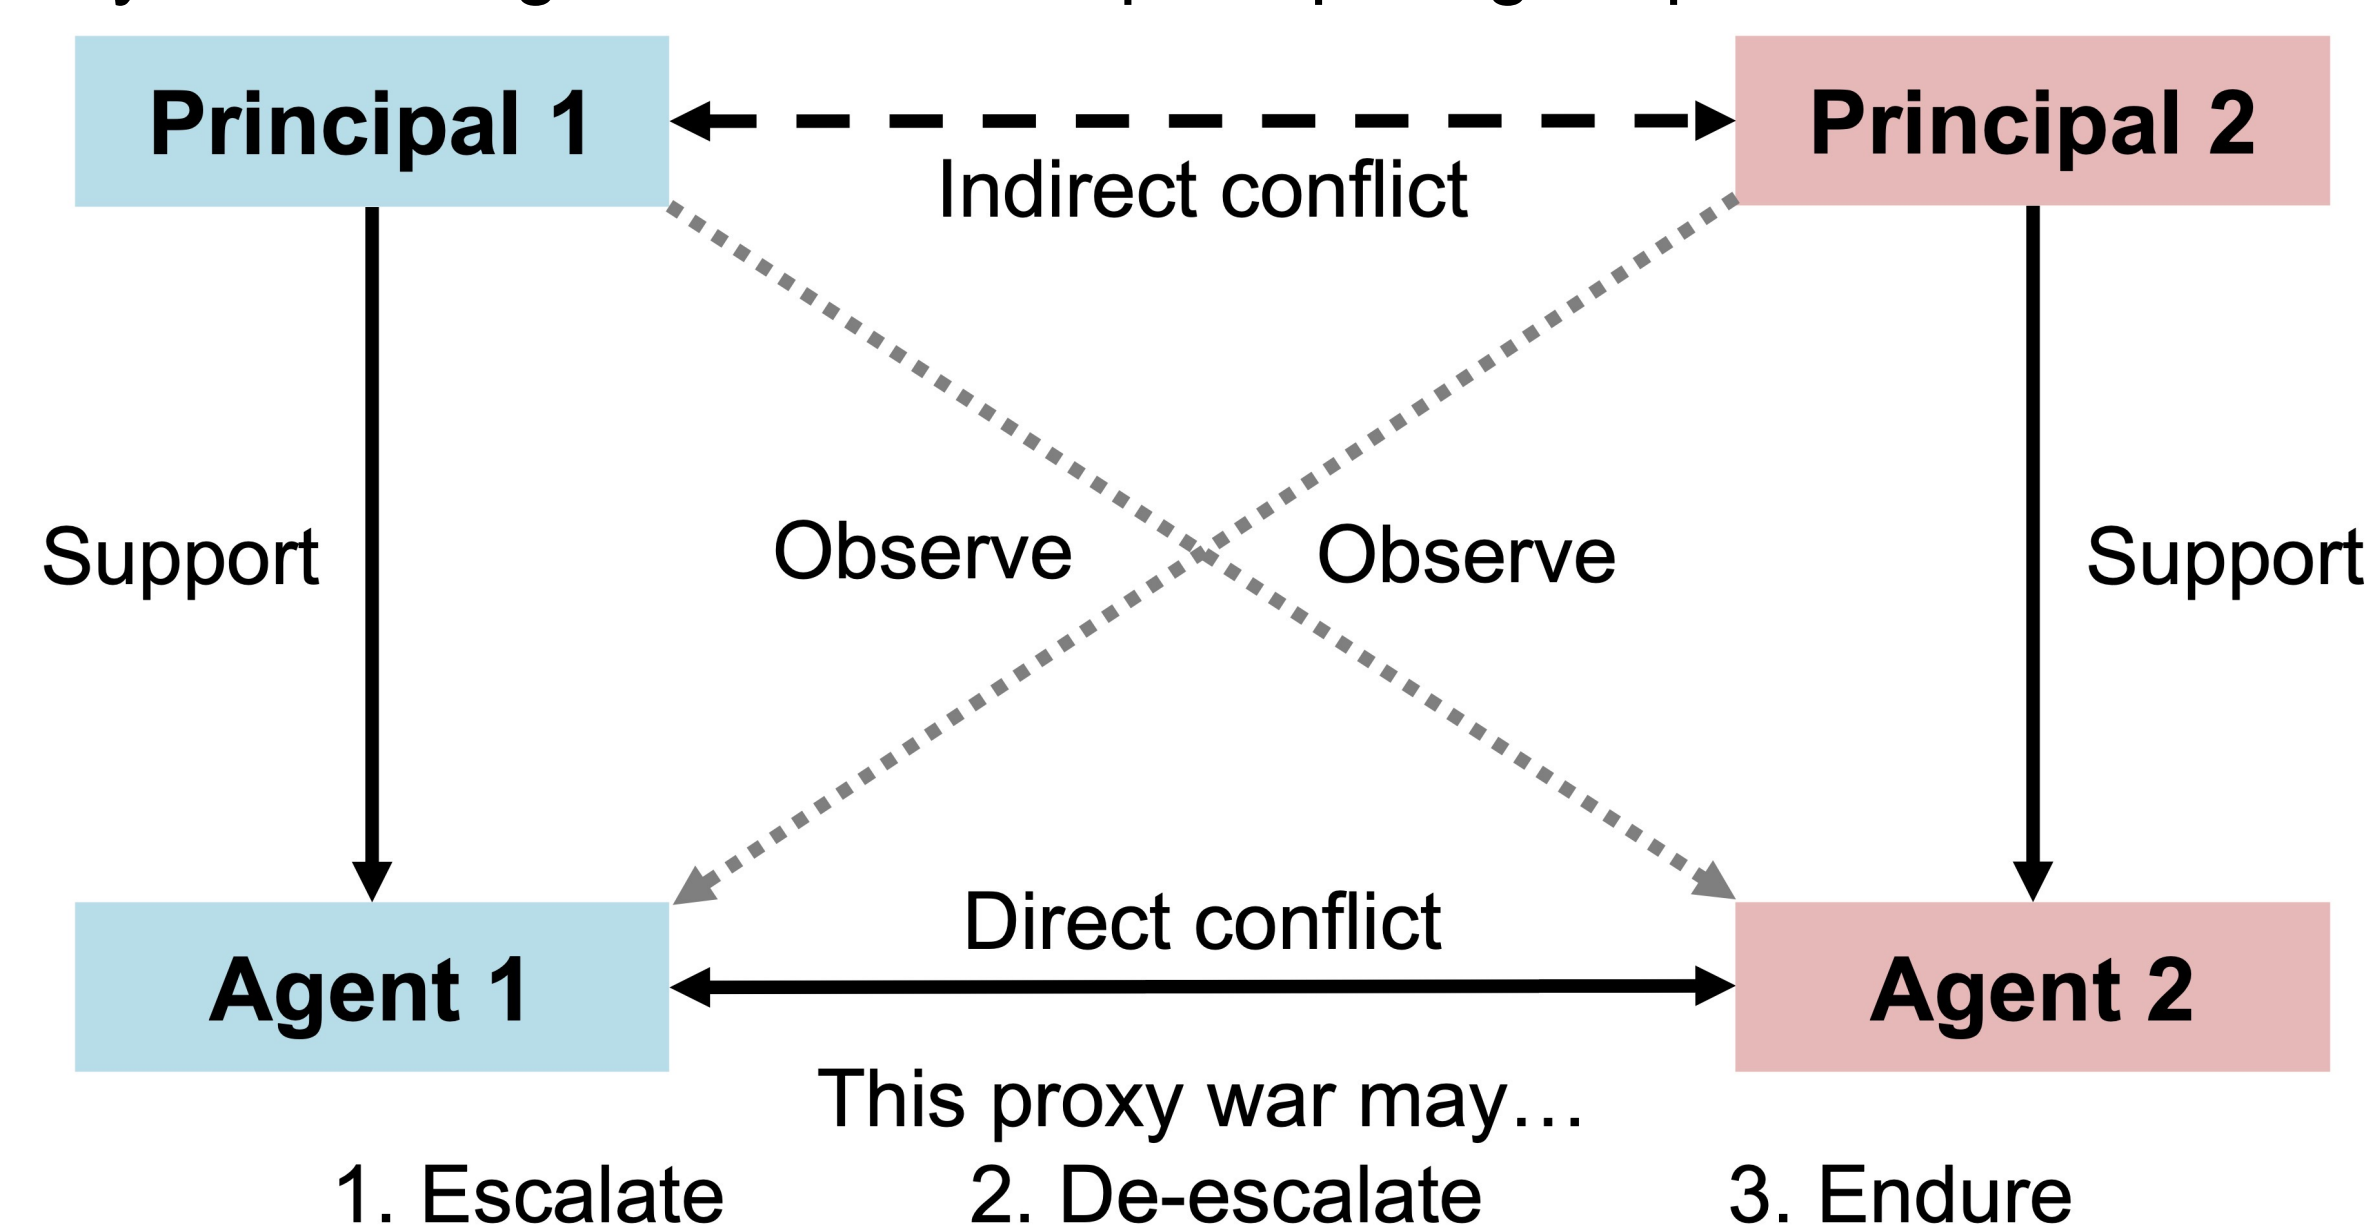 Principal 1
Principal 2
Indirect conflict
Support
Observe
Observe
Support
Direct conflict
Agent 1
Agent 2
This proxy war may…
1. Escalate
2. De-escalate
3. Endure